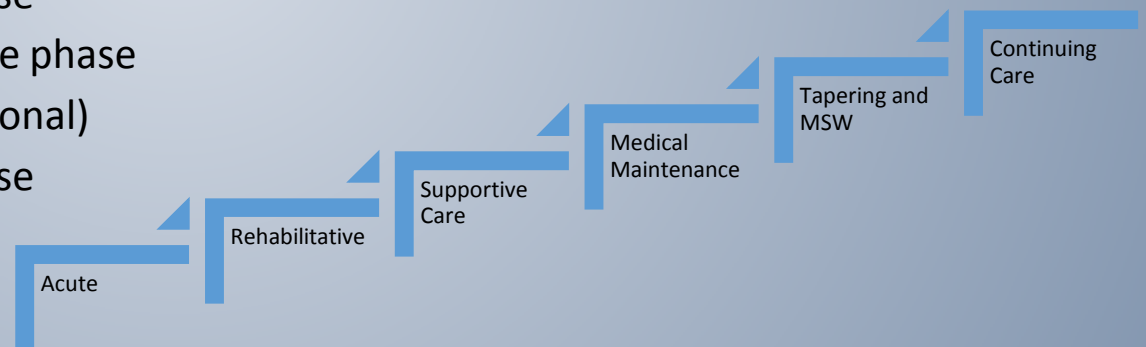 e phase
onal)
Acute
Rehabilitative
Supportive
Care
Medical
Maintenance
Tapering and
MSW
Continuing
Care